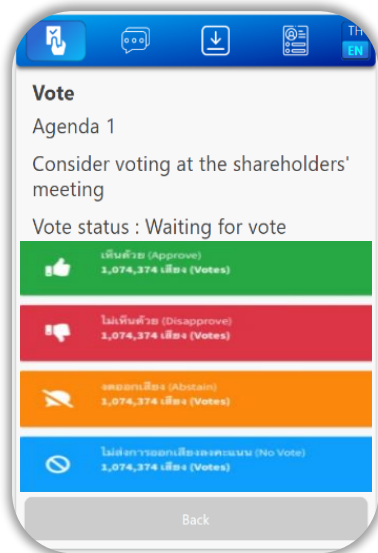 TH
EN
Vote
Agenda 1
Consider voting at the shareholders'
meeting
Vote status : Waiting for vote
เห็นด้วย (Approve)
1,074,374 เสียง (Votes)
ไม่เห็นด้วย (Disapprove)
1,074,374 เสียง (Votes)
งดออกเสียง (Abstain)
1,074,374 เสียง (Votes)
ไม่ส่งการออกเสียงลงคะแนน (No Vote)
1,074,374 เสียง (Votes)
Back